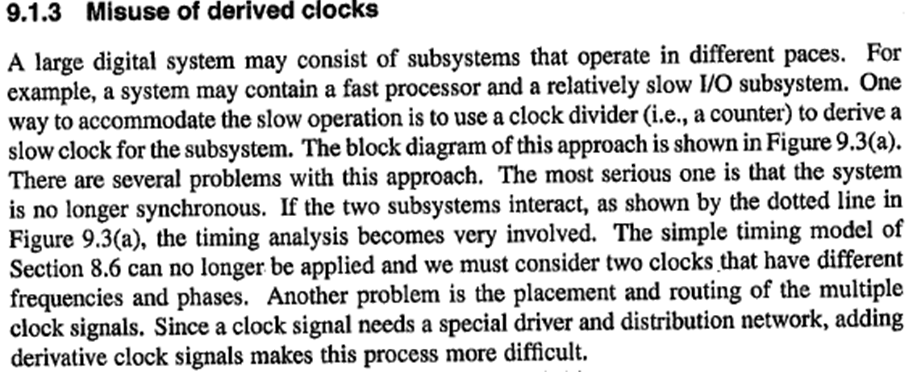 9.1.3 Misuse of derived clocks
A large digital system may consist of subsystems that operate in different paces. For
example, a system may contain a fast processor and a relatively slow I/O subsystem. One
way to accommodate the slow operation is to use a clock divider (i.e., a counter) to derive a
slow clock for the subsystem. The block diagram of this approach is shown in Figure 9.3(a).
There are several problems with this approach. The most serious one is that the system
is no longer synchronous. If the two subsystems interact, as shown by the dotted line in
Figure 9.3(a), the timing analysis becomes very involved. The simple timing model of
Section 8.6 can no longer be applied and we must consider two clocks that have different
frequencies and phases. Another problem is the placement and routing of the multiple
clock signals. Since a clock signal needs a special driver and distribution network, adding
derivative clock signals makes this process more difficult.